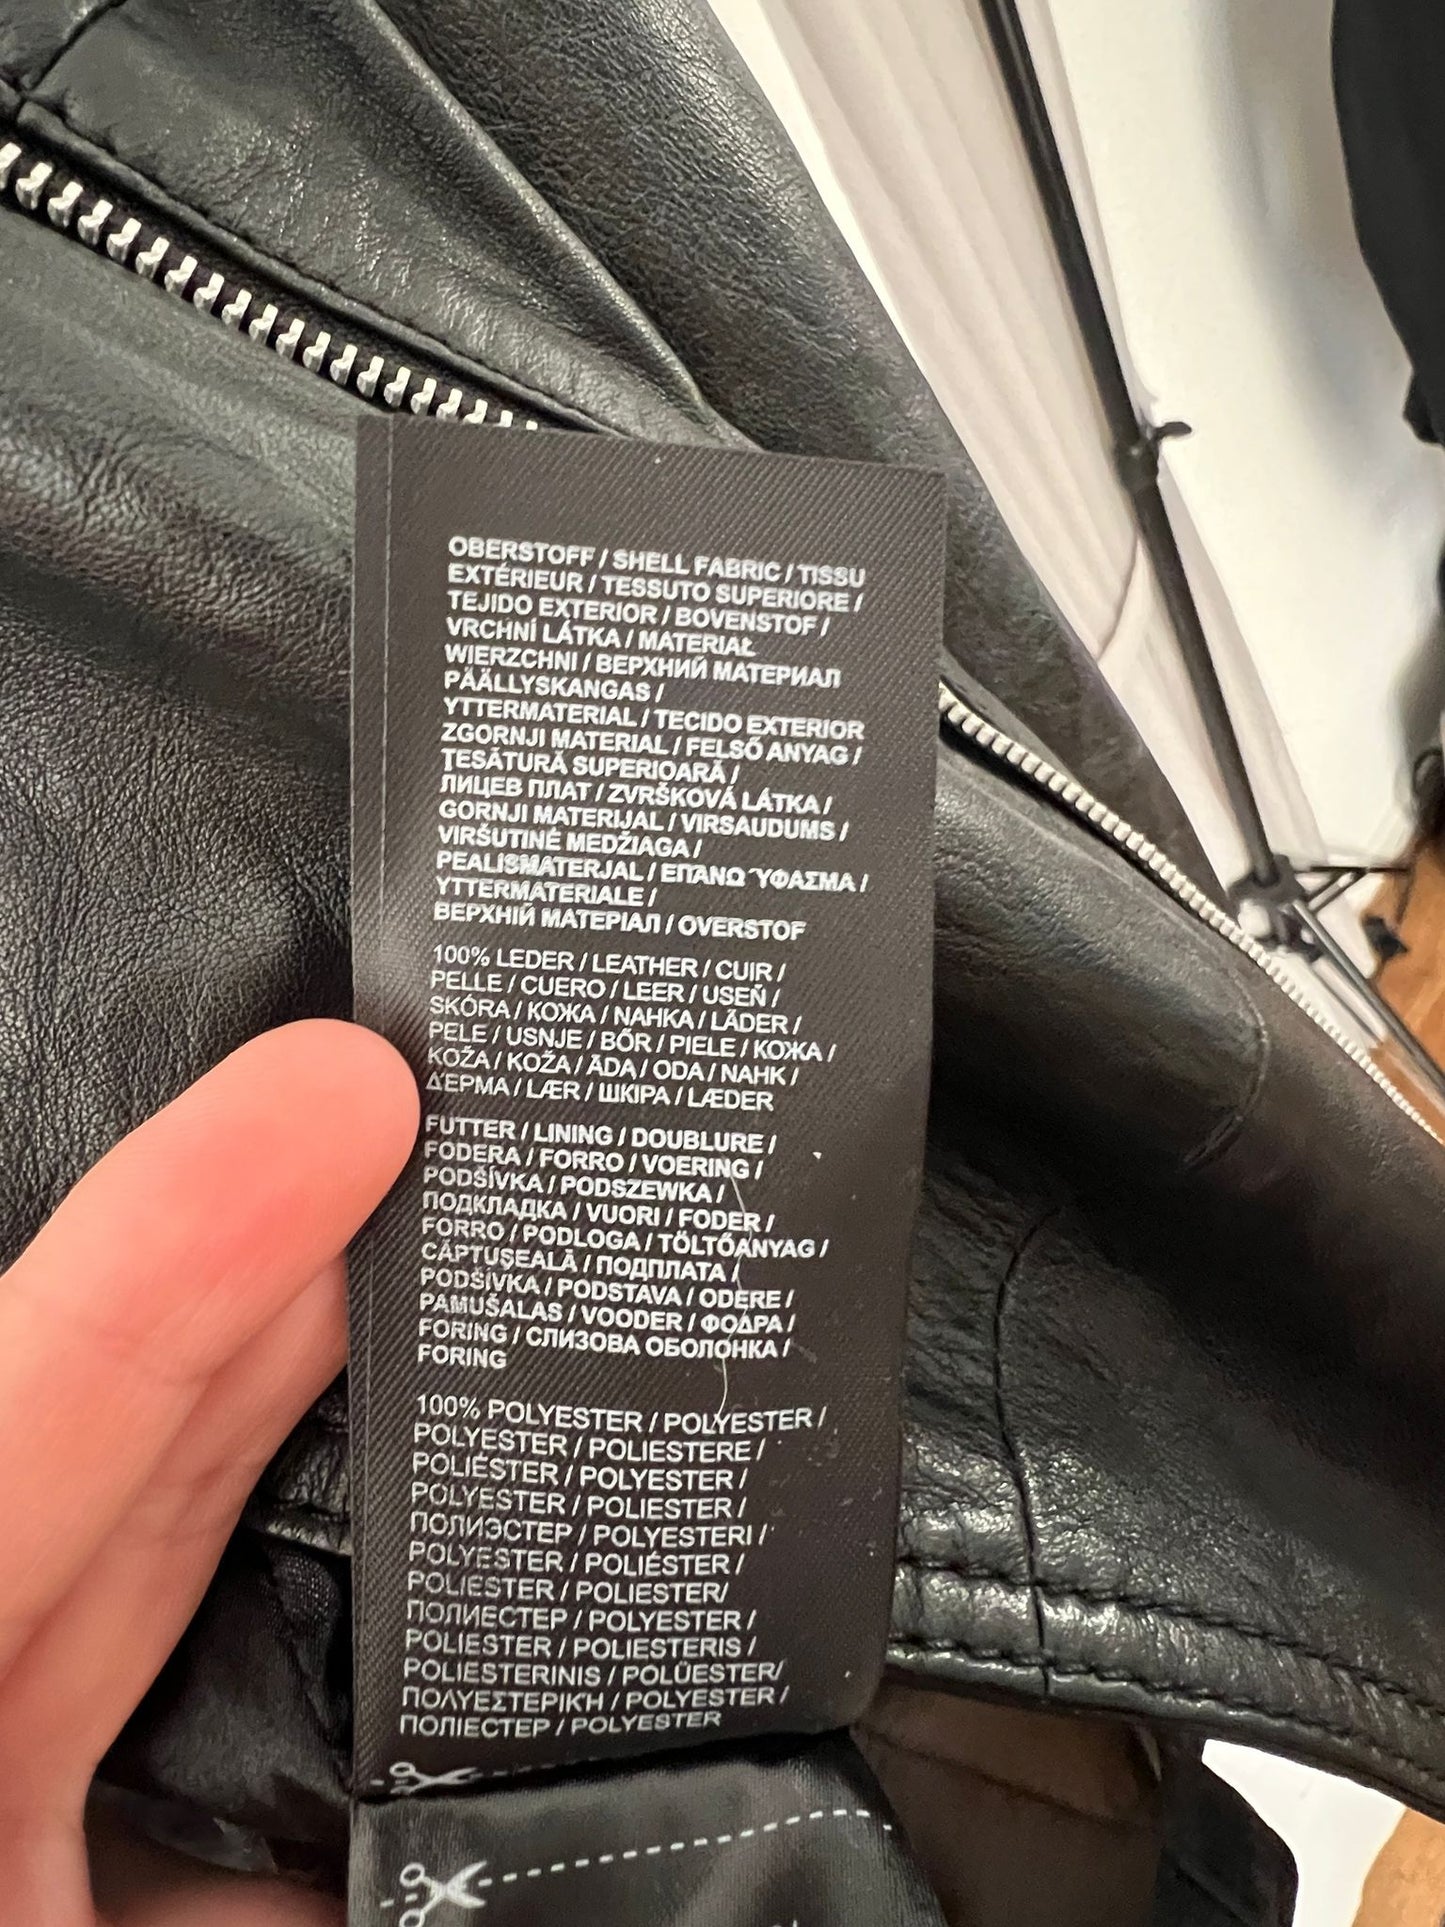 OBERSTOFF / SHELL FABRIC / TISSU
EXTÉRIEUR / TESSUTO SUPERIORE /
TEJIDO EXTERIOR / BOVENSTOF /
VRCHNÍ LÁTKA / MATERIAŁ
WIERZCHNI / ВЕРХНИЙ МАТЕРИАЛ
PÄÄLLYSKANGAS /
YTTERMATERIAL / TECIDO EXTERIOR
ZGORNJI MATERIAL / FELSŐ ANYAG /
ŢESĂTURĂ SUPERIOARĂ /
ЛИЦЕВ ПЛАТ / ZVRŠKOVÁ LÁTKA /
GORNJI MATERIJAL / VIRSAUDUMS /
VIRŠUTINĖ MEDŽIAGA /
PEALISMATERJAL / ΕΠΑΝΩ ΎΦΑΣΜΑ /
YTTERMATERIALE /
ВЕРХНІЙ МАТЕРІАЛ / OVERSTOF
100% LEDER / LEATHER / CUIR /
PELLE / CUERO / LEER / USEŇ /
SKÓRA / КОЖА / NAHKA / LÄDER /
PELE / USNJE / BŐR / PIELE / КОЖА /
KOŽA / KOŽA / ĀDA / ODA / NAHK /
ΔΈΡΜΑ / LÆR / ШКІРА / LÆDER
FUTTER / LINING / DOUBLURE /
FODERA / FORRO / VOERING /
PODŠÍVKA / PODSZEWKA /
ПОДКЛАДКА / VUORI / FODER /
FORRO / PODLOGA / TÖLTŐANYAG /
CĂPTUŞEALĂ / ПОДПЛАТА /
PODŠÍVKA / PODSTAVA / ODERE /
PAMUŠALAS / VOODER / ΦΟΔΡΑ /
FORING / СЛИЗОВА ОБОЛОНКА /
FORING
100% POLYESTER / POLYESTER /
POLYESTER / POLIESTERE /
POLIÉSTER / POLYESTER /
POLYESTER / POLIESTER /
ПОЛИЭСТЕР / POLYESTERI /
POLYESTER / POLIÉSTER /
POLIESTER / POLIESTER/
ПОЛИЕСТЕР / POLYESTER /
POLIESTER / POLIESTERIS /
POLIESTERINIS / POLÜESTER/
ΠΟΛΥΕΣΤΕΡΙΚΉ / POLYESTER /
ПОЛІЕСТЕР / POLYESTER